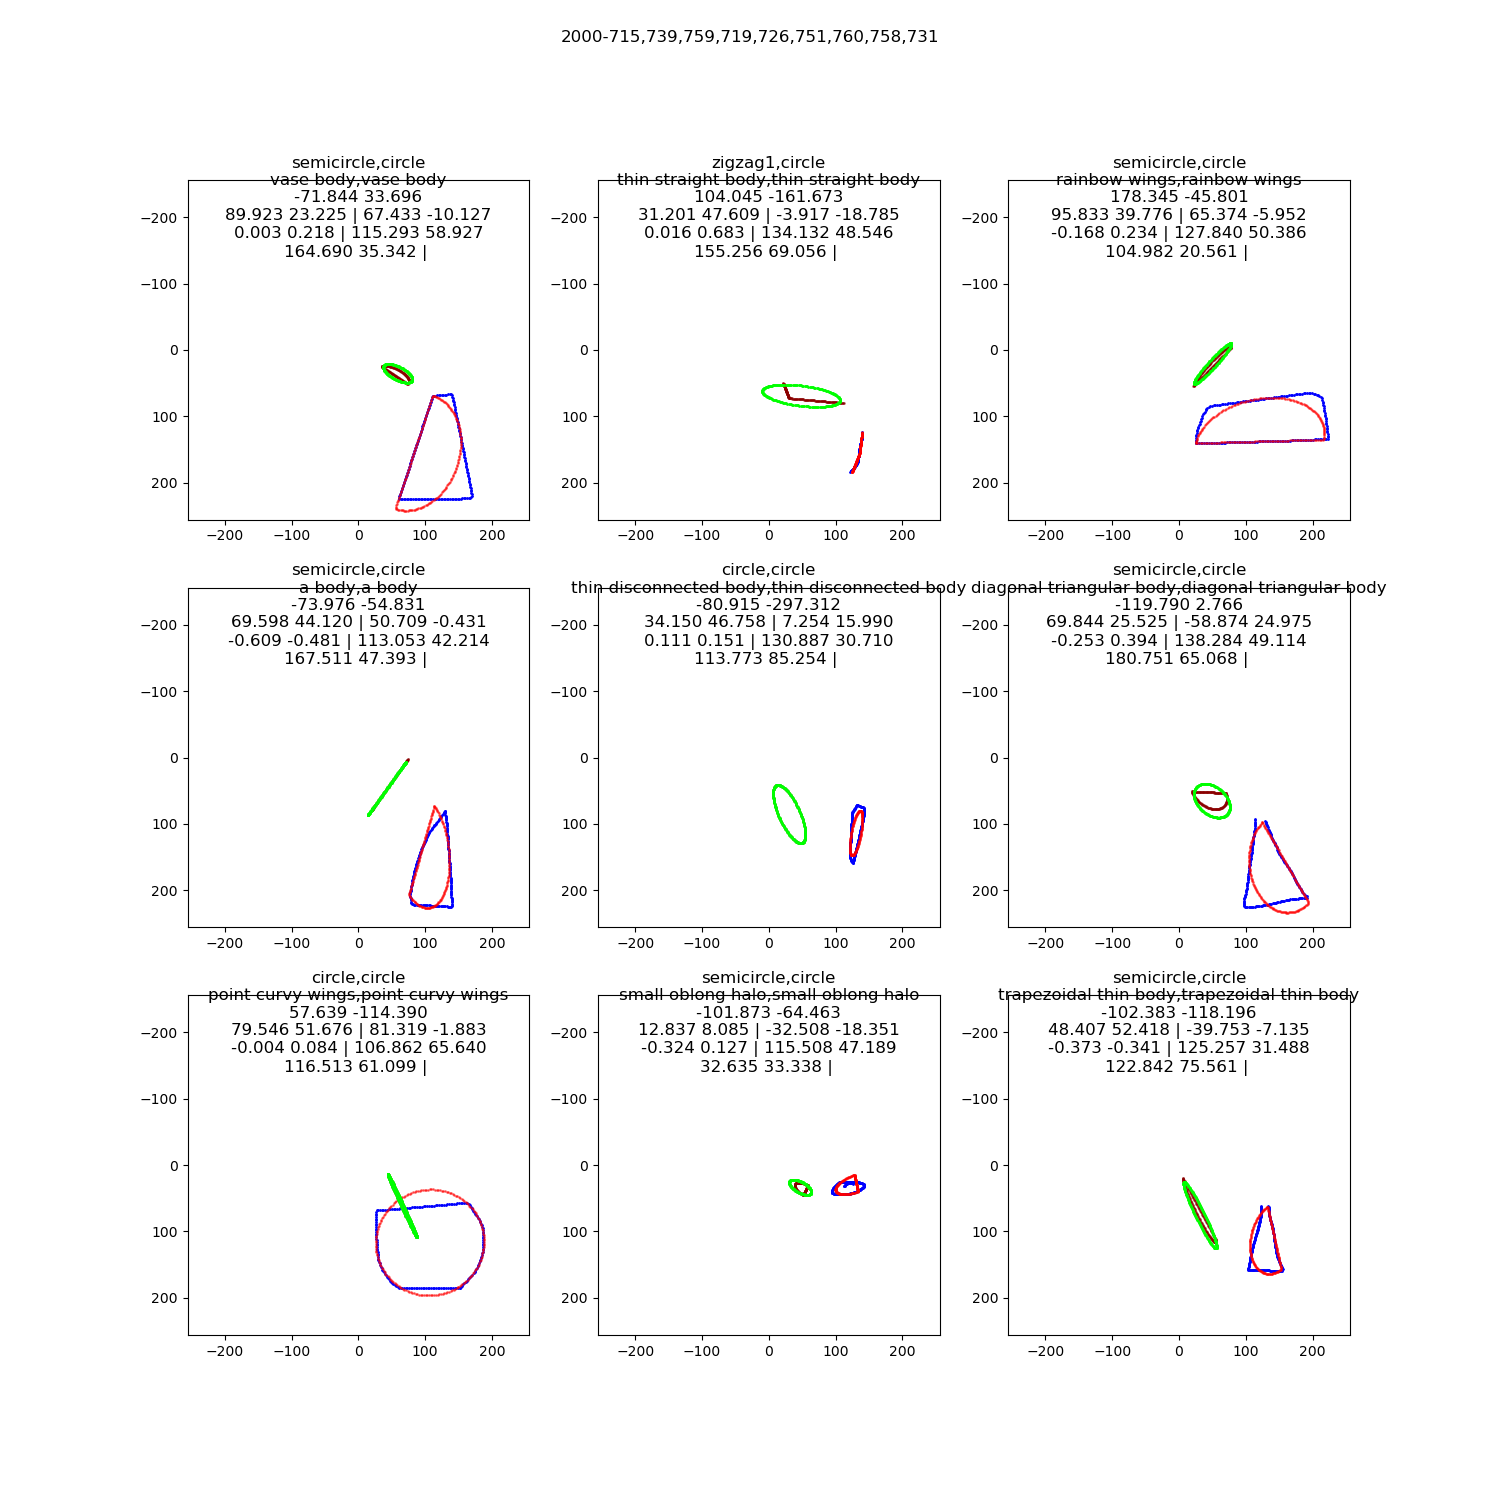 2000-715,739,759,719,726,751,760,758,731
semicircle,circle
vase body,vase body
-71.844 33.696
89.923 23.225 | 67.433 -10.127
0.003 0.218 | 115.293 58.927
164.690 35.342 |
−200
−100
0
100
200
−200 −100 0 100 200
zigzag1,circle
thin straight body,thin straight body
104.045 -161.673
31.201 47.609 | -3.917 -18.785
0.016 0.683 | 134.132 48.546
155.256 69.056 |
−200
−100
0
100
200
−200 −100 0 100 200
semicircle,circle
rainbow wings,rainbow wings
178.345 -45.801
95.833 39.776 | 65.374 -5.952
-0.168 0.234 | 127.840 50.386
104.982 20.561 |
−200
−100
0
100
200
−200 −100 0 100 200
semicircle,circle
a body,a body
-73.976 -54.831
69.598 44.120 | 50.709 -0.431
-0.609 -0.481 | 113.053 42.214
167.511 47.393 |
−200
−100
0
100
200
−200 −100 0 100 200
circle,circle
thin disconnected body,thin disconnected body
-80.915 -297.312
34.150 46.758 | 7.254 15.990
0.111 0.151 | 130.887 30.710
113.773 85.254 |
−200
−100
0
100
200
−200 −100 0 100 200
semicircle,circle
diagonal triangular body,diagonal triangular body
-119.790 2.766
69.844 25.525 | -58.874 24.975
-0.253 0.394 | 138.284 49.114
180.751 65.068 |
−200
−100
0
100
200
−200 −100 0 100 200
circle,circle
point curvy wings,point curvy wings
57.639 -114.390
79.546 51.676 | 81.319 -1.883
-0.004 0.084 | 106.862 65.640
116.513 61.099 |
−200
−100
0
100
200
−200 −100 0 100 200
semicircle,circle
small oblong halo,small oblong halo
-101.873 -64.463
12.837 8.085 | -32.508 -18.351
-0.324 0.127 | 115.508 47.189
32.635 33.338 |
−200
−100
0
100
200
−200 −100 0 100 200
semicircle,circle
trapezoidal thin body,trapezoidal thin body
-102.383 -118.196
48.407 52.418 | -39.753 -7.135
-0.373 -0.341 | 125.257 31.488
122.842 75.561 |
−200
−100
0
100
200
−200 −100 0 100 200